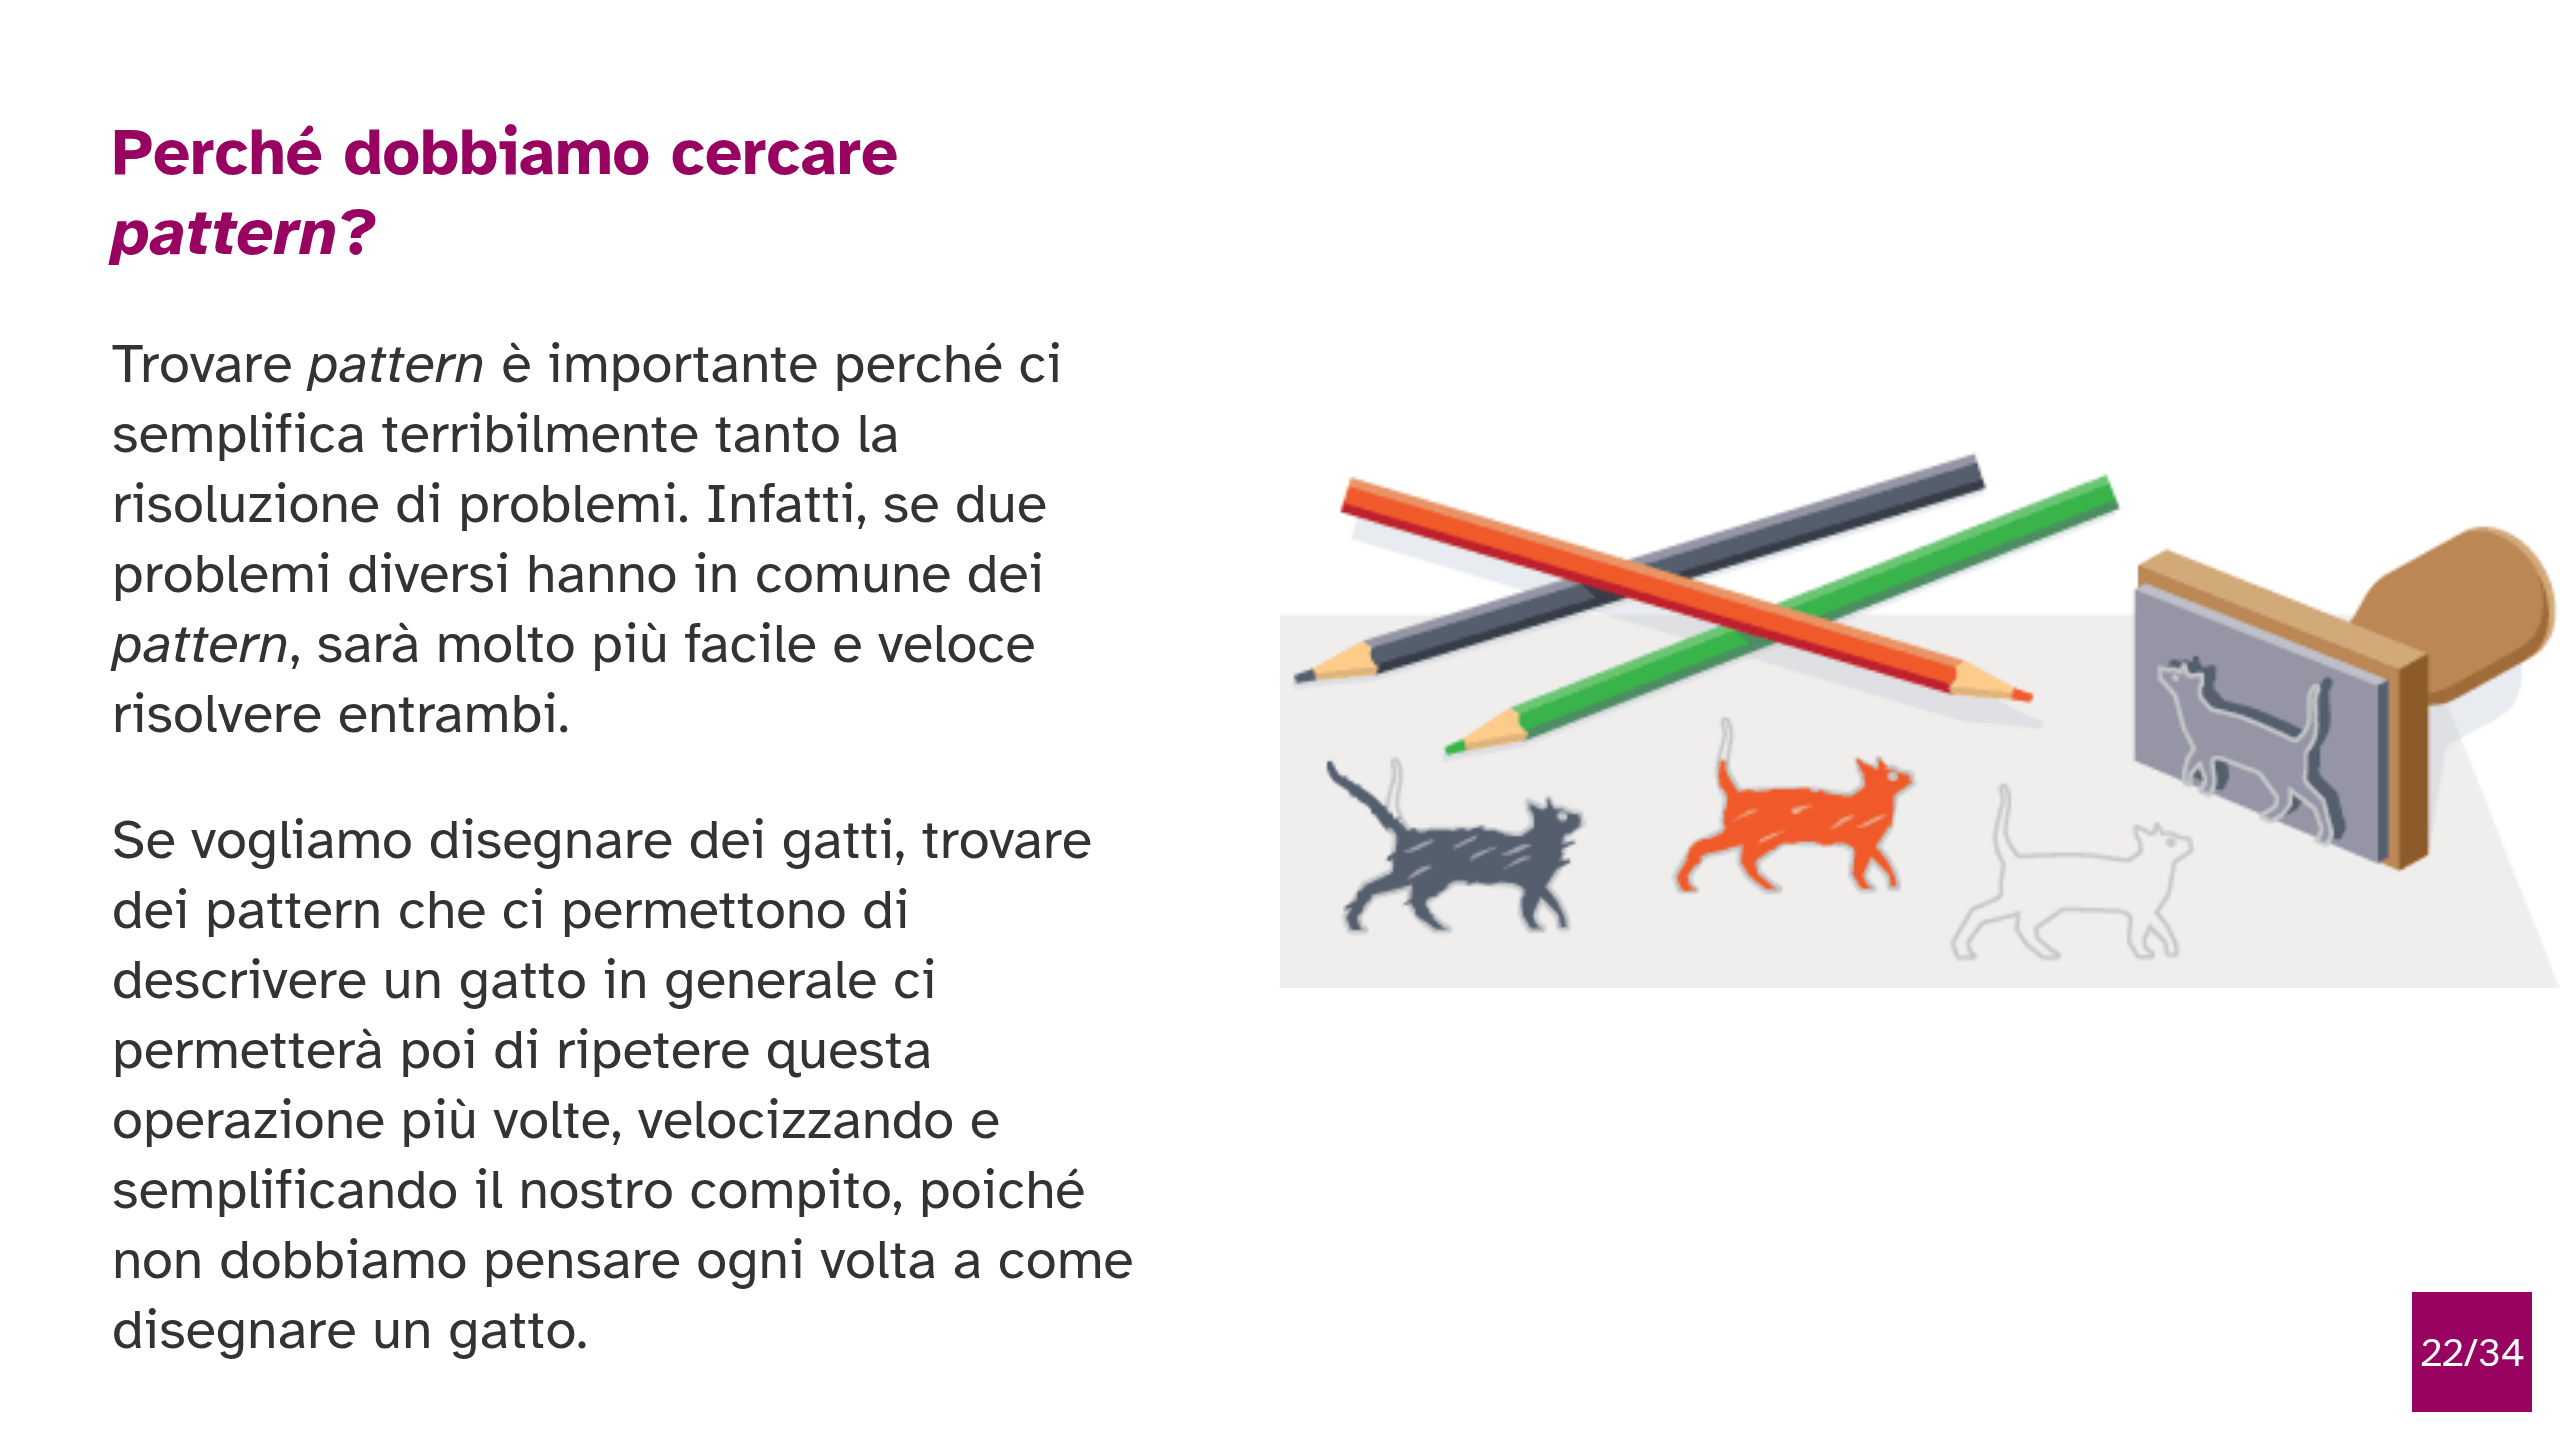 Perché dobbiamo cercare
pattern?
Trovare pattern è importante perché ci
semplifica terribilmente tanto la
risoluzione di problemi. Infatti, se due
problemi diversi hanno in comune dei
pattern, sarà molto più facile e veloce
risolvere entrambi.
Se vogliamo disegnare dei gatti, trovare
dei pattern che ci permettono di
descrivere un gatto in generale ci
permetterà poi di ripetere questa
operazione più volte, velocizzando e
semplificando il nostro compito, poiché
non dobbiamo pensare ogni volta a come
disegnare un gatto.
22/34